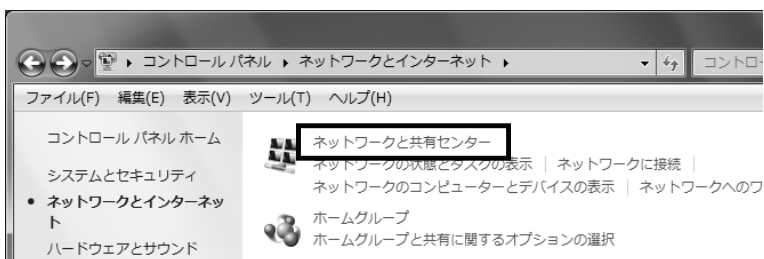 コントロール パネル ▸ ネットワークとインターネット ▸
コントロー
ファイル(F) 編集(E) 表示(V) ツール(T) ヘルプ(H)
コントロール パネル ホーム
システムとセキュリティ
• ネットワークとインターネッ
ト
ハードウェアとサウンド
ネットワークと共有センター
ネットワークの状態とタスクの表示 | ネットワークに接続 |
ネットワークのコンピューターとデバイスの表示 | ネットワークへのワ
ホームグループ
ホームグループと共有に関するオプションの選択